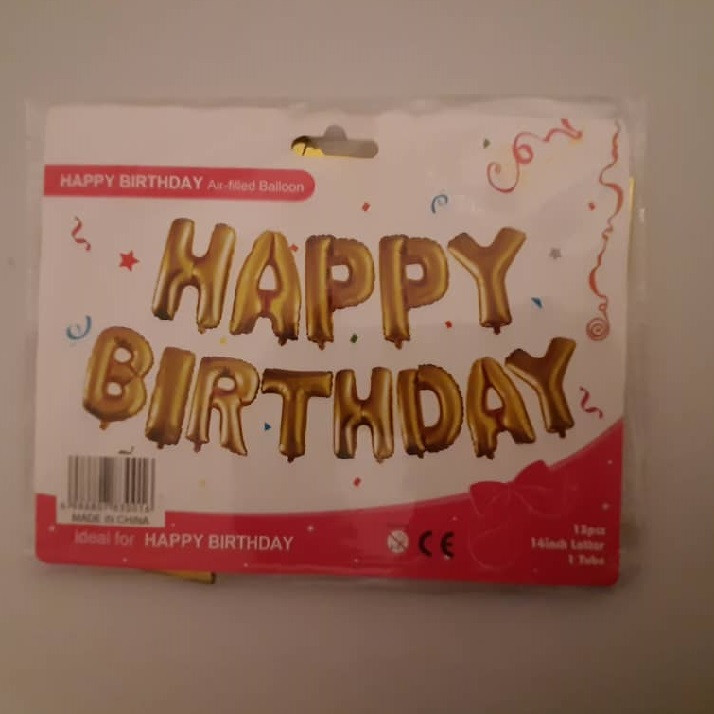 HAPPY BIRTHDAY Air-filled Balloon
HAPPY
BIRTHDAY
MADE IN CHINA
Ideal for HAPPY BIRTHDAY
CE
13pcs
16inch Letter
1 Tube